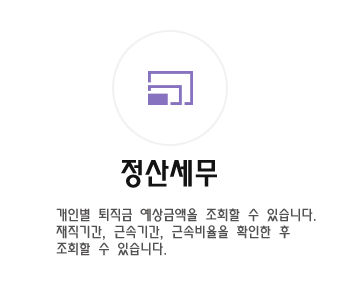 정산세무
개인별 퇴직금 예상금액을 조회할 수 있습니다.
재직기간, 근속기간, 근속비율을 확인한 후
조회할 수 있습니다.